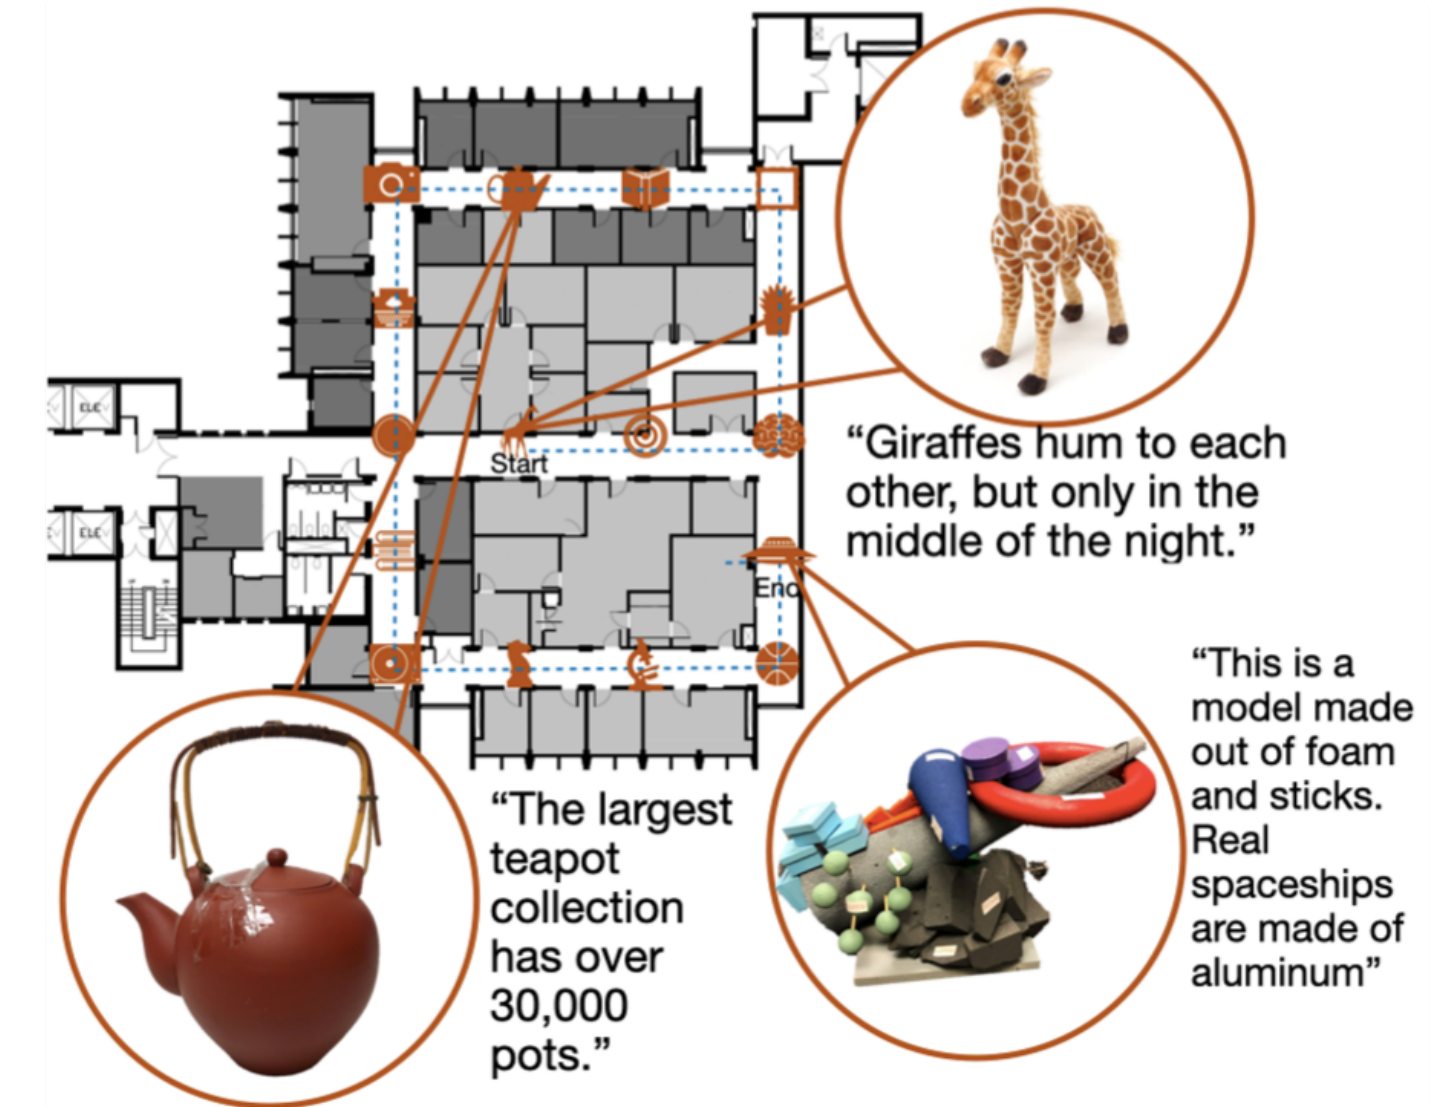 ELC
ELC
Start
End
“Giraffes hum to each
other, but only in the
middle of the night.”
“This is a
model made
out of foam
and sticks.
Real
spaceships
are made of
aluminum”
“The largest
teapot
collection
has over
30,000
pots.”